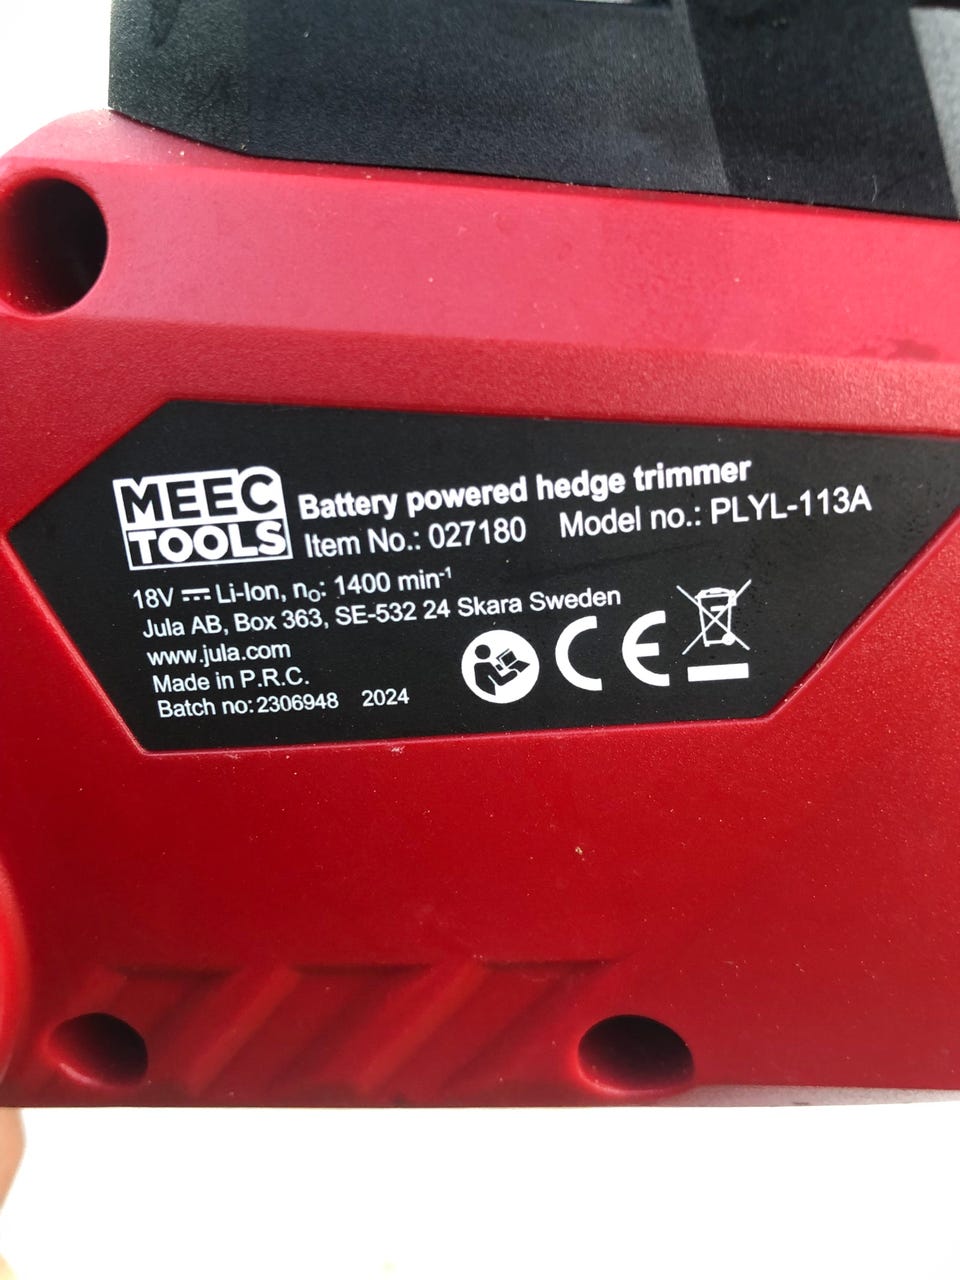 MEEC
TOOLS
Battery powered hedge trimmer
Item No.: 027180 Model no.: PLYL-113A
18V ⎓ Li-Ion, n₀: 1400 min⁻¹
Jula AB, Box 363, SE-532 24 Skara Sweden
www.jula.com
Made in P.R.C.
Batch no: 2306948 2024
CE